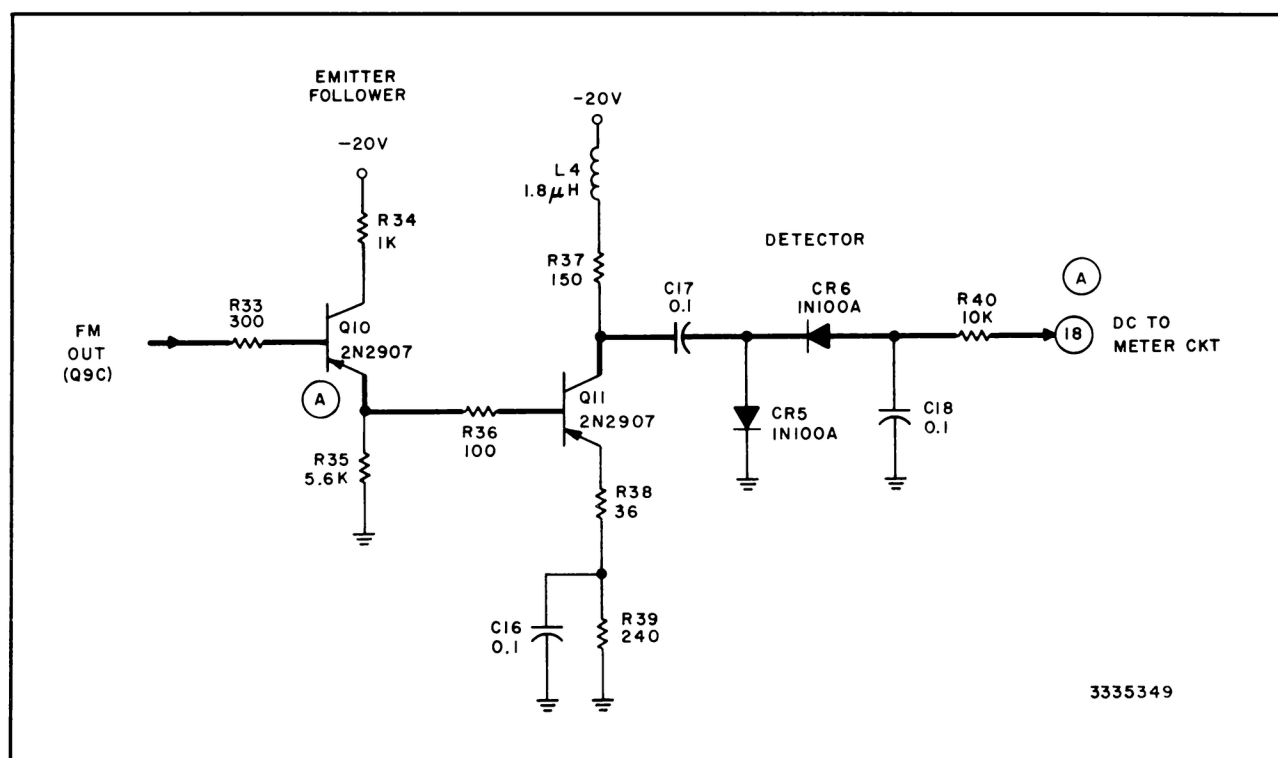 EMITTER
FOLLOWER
-20V
R34
1K
R33
300
FM
OUT
(Q9C)
Q10
2N2907
A
R35
5.6K
R36
100
-20V
L4
1.8μH
R37
150
Q11
2N2907
R38
36
C16
0.1
R39
240
C17
0.1
DETECTOR
CR5
IN100A
CR6
IN100A
C18
0.1
R40
10K
A
18
DC TO
METER CKT
3335349